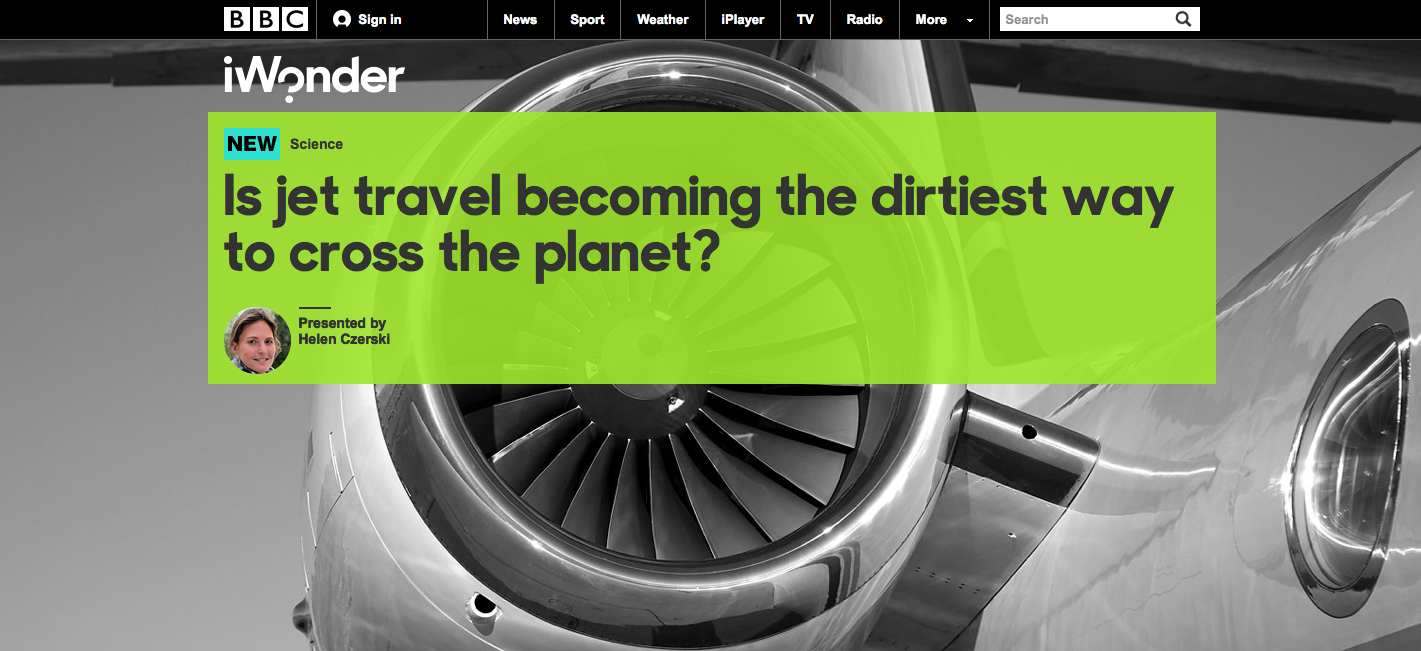 BBC
Sign in
News
Sport
Weather
iPlayer
TV
Radio
More
Search
iWonder
NEW Science
Is jet travel becoming the dirtiest way
to cross the planet?
Presented by
Helen Czerski